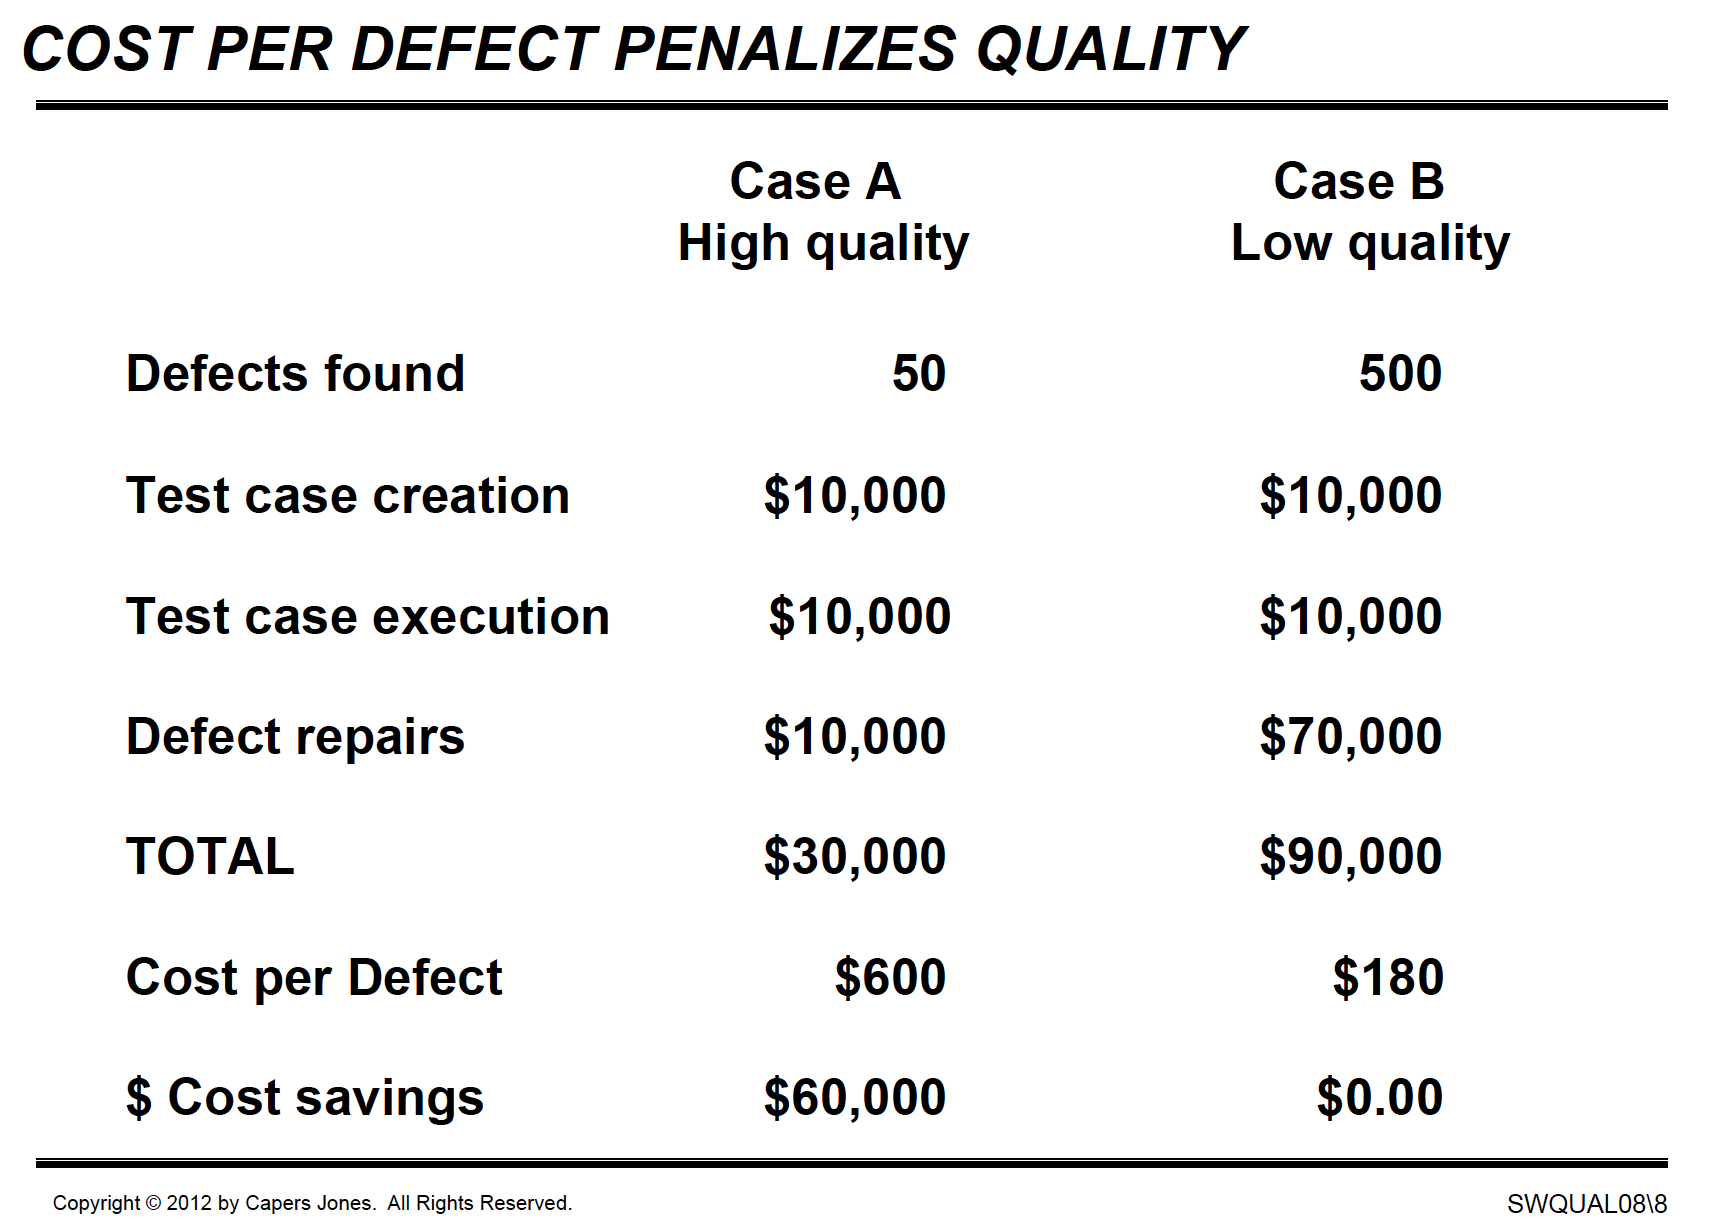 COST PER DEFECT PENALIZES QUALITY
Case A Case B
High quality Low quality
Defects found 50 500
Test case creation $10,000 $10,000
Test case execution $10,000 $10,000
Defect repairs $10,000 $70,000
TOTAL $30,000 $90,000
Cost per Defect $600 $180
$ Cost savings $60,000 $0.00
Copyright © 2012 by Capers Jones. All Rights Reserved. SWQUAL08\8